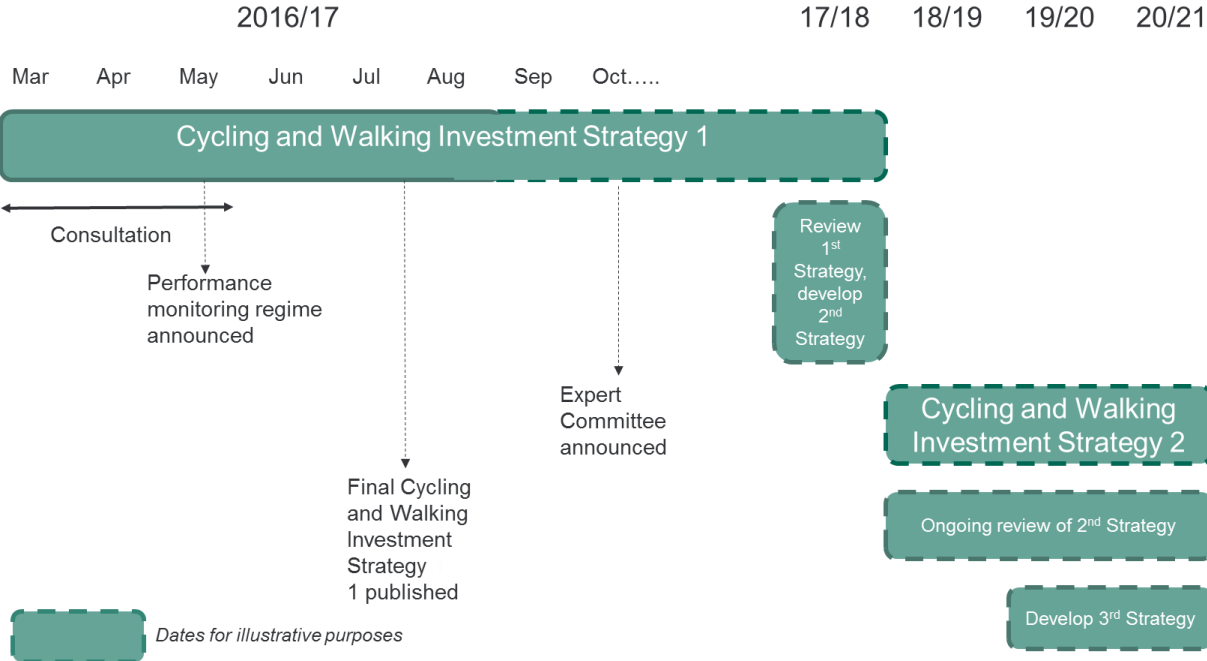 2016/17
17/18
18/19
19/20
20/21
Mar
Apr
May
Jun
Jul
Aug
Sep
Oct.....
Cycling and Walking Investment Strategy 1
Consultation
Performance
monitoring regime
announced
Final Cycling
and Walking
Investment
Strategy
1 published
Expert
Committee
announced
Review
1st
Strategy,
develop
2nd
Strategy
Cycling and Walking
Investment Strategy 2
Ongoing review of 2nd Strategy
Develop 3rd Strategy
Dates for illustrative purposes